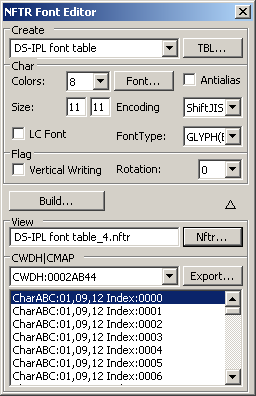 NFTR Font Editor
Create
DS-IPL font table
TBL...
Char
Colors:
8
Font...
Antialias
Size:
11
11
Encoding
ShiftJIS
LC Font
FontType:
GLYPH(E
Flag
Vertical Writing
Rotation:
0
Build...
View
DS-IPL font table_4.nftr
Nftr...
CWDH|CMAP
CWDH:0002AB44
Export...
CharABC:01,09,12 Index:0000
CharABC:01,09,12 Index:0001
CharABC:01,09,12 Index:0002
CharABC:01,09,12 Index:0003
CharABC:01,09,12 Index:0004
CharABC:01,09,12 Index:0005
CharABC:01,09,12 Index:0006